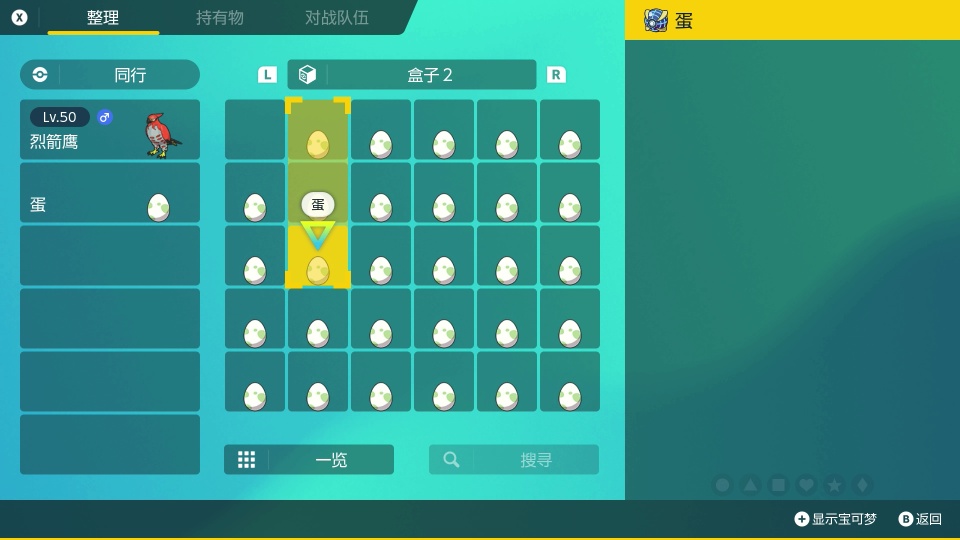 X 整理 持有物 对战队伍
蛋
同行
L 盒子 2 R
Lv.50 ♂
烈箭鹰
蛋
蛋
一览
搜寻
+ 显示宝可梦 B 返回